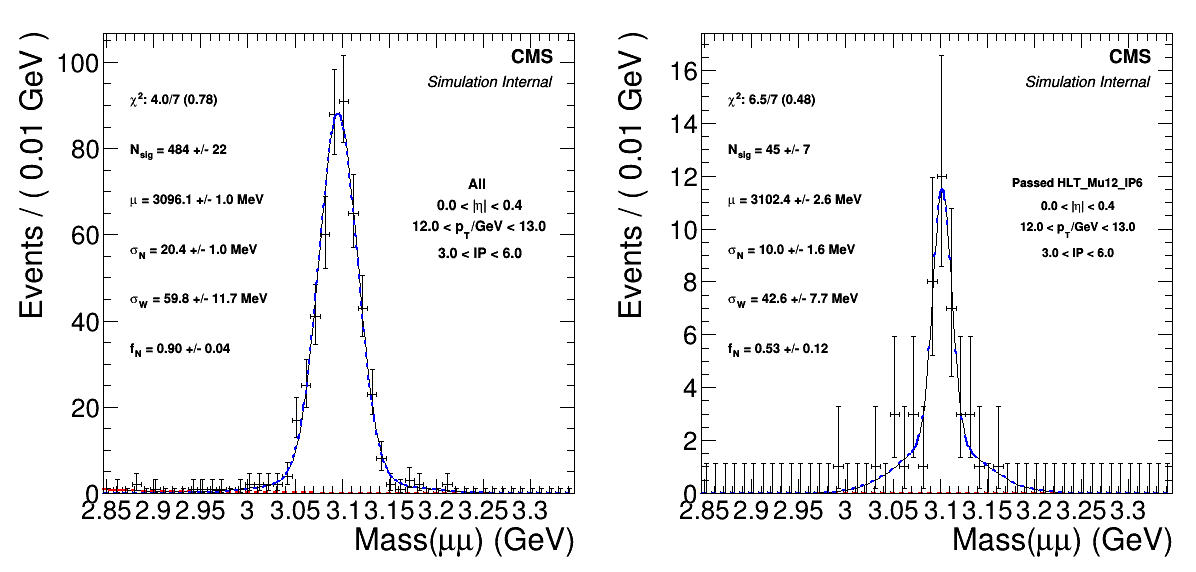 CMS
Simulation Internal
χ²: 4.0/7 (0.78)
N_sig = 484 +/- 22
μ = 3096.1 +/- 1.0 MeV
σ_N = 20.4 +/- 1.0 MeV
σ_W = 59.8 +/- 11.7 MeV
f_N = 0.90 +/- 0.04
All
0.0 < |η| < 0.4
12.0 < p_T/GeV < 13.0
3.0 < IP < 6.0
Events / ( 0.01 GeV )
100
80
60
40
20
0
2.85 2.9 2.95 3 3.05 3.1 3.15 3.2 3.25 3.3
Mass(μμ) (GeV)
CMS
Simulation Internal
χ²: 6.5/7 (0.48)
N_sig = 45 +/- 7
μ = 3102.4 +/- 2.6 MeV
σ_N = 10.0 +/- 1.6 MeV
σ_W = 42.6 +/- 7.7 MeV
f_N = 0.53 +/- 0.12
Passed HLT_Mu12_IP6
0.0 < |η| < 0.4
12.0 < p_T/GeV < 13.0
3.0 < IP < 6.0
Events / ( 0.01 GeV )
16
14
12
10
8
6
4
2
0
2.85 2.9 2.95 3 3.05 3.1 3.15 3.2 3.25 3.3
Mass(μμ) (GeV)